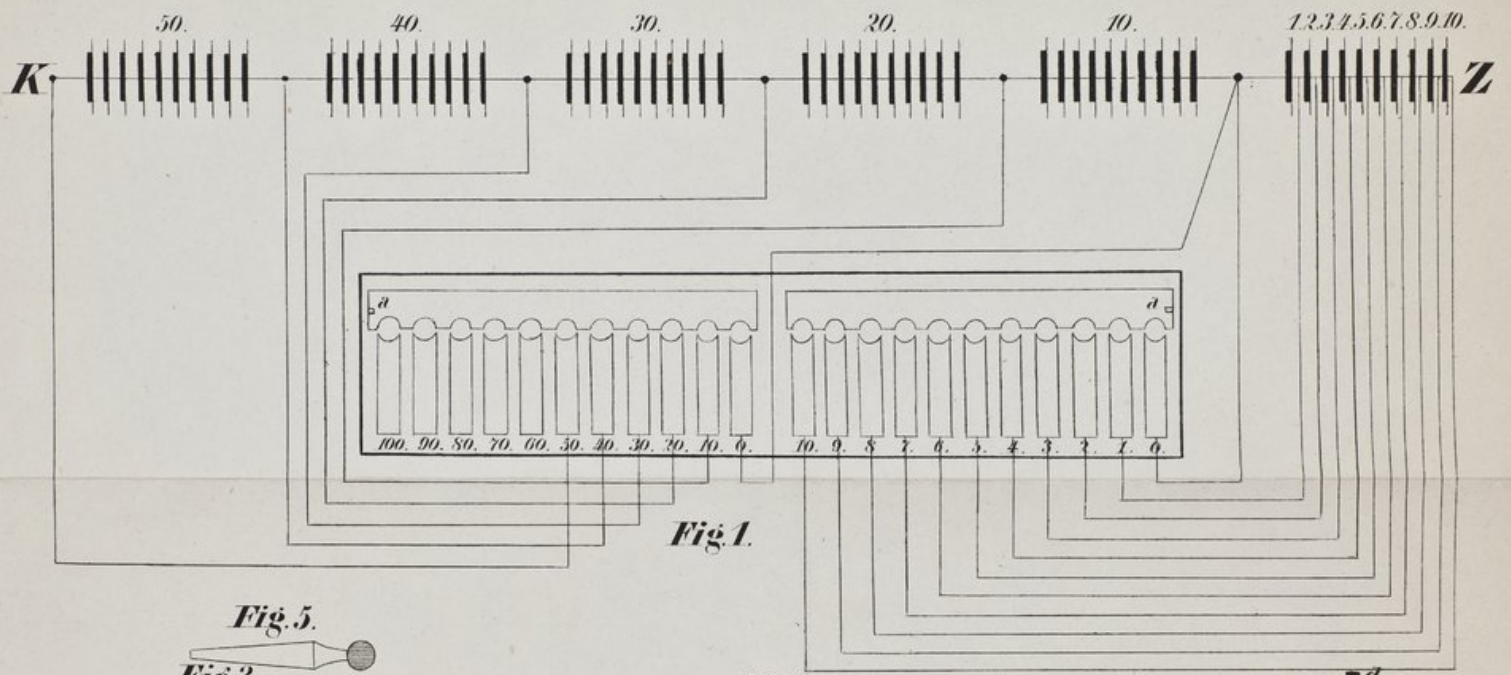 50. 40. 30. 20. 10. 1.2.3.4.5.6.7.8.9.10.
K Z
a a
100. 90. 80. 70. 60. 50. 40. 30. 20. 10. 0. 10. 9. 8 7. 6. 5. 4. 3. 2. 1. 0.
Fig.1.
Fig.5.